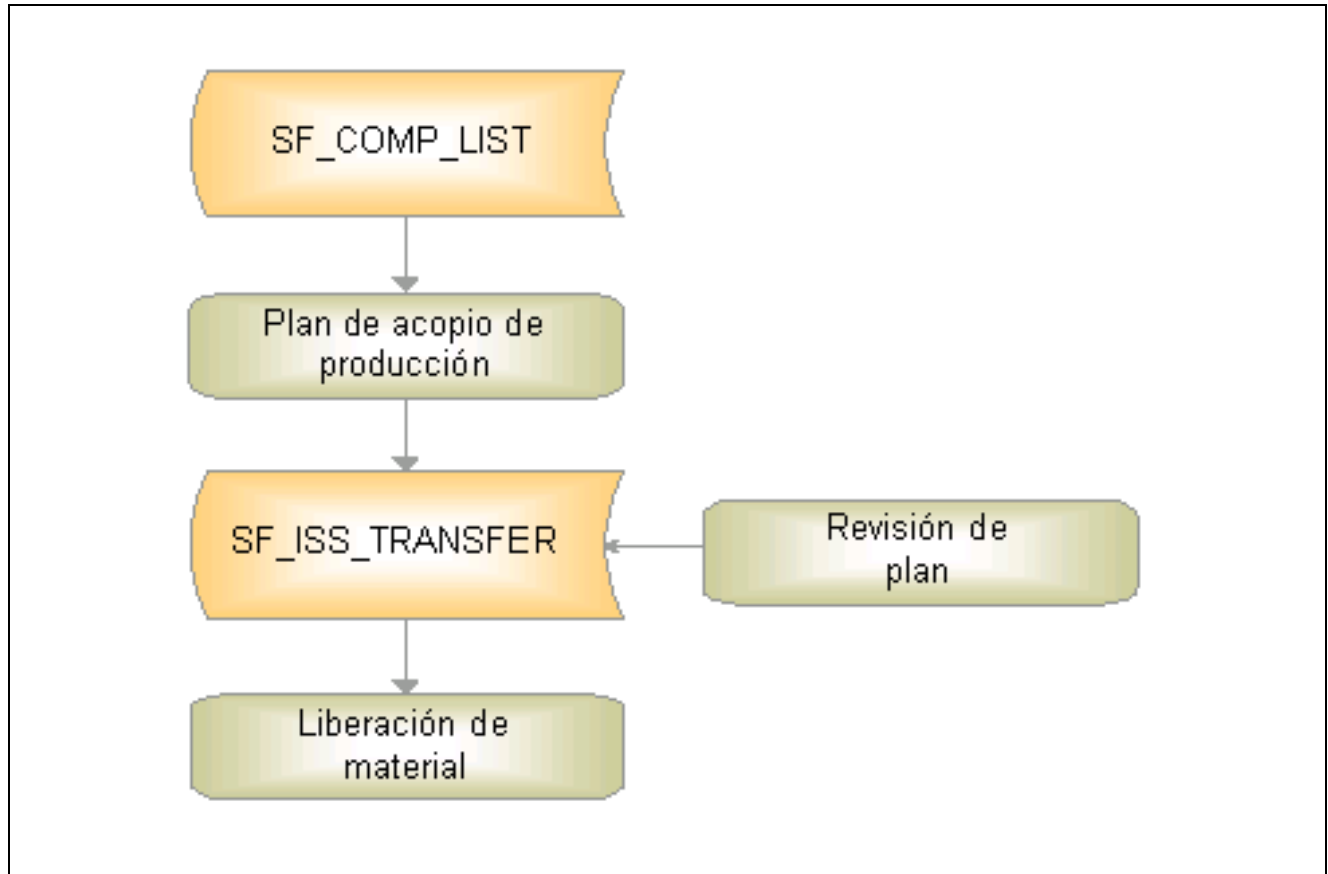 SF_COMP_LIST
Plan de acopio de
producción
SF_ISS_TRANSFER
Revisión de
plan
Liberación de
material